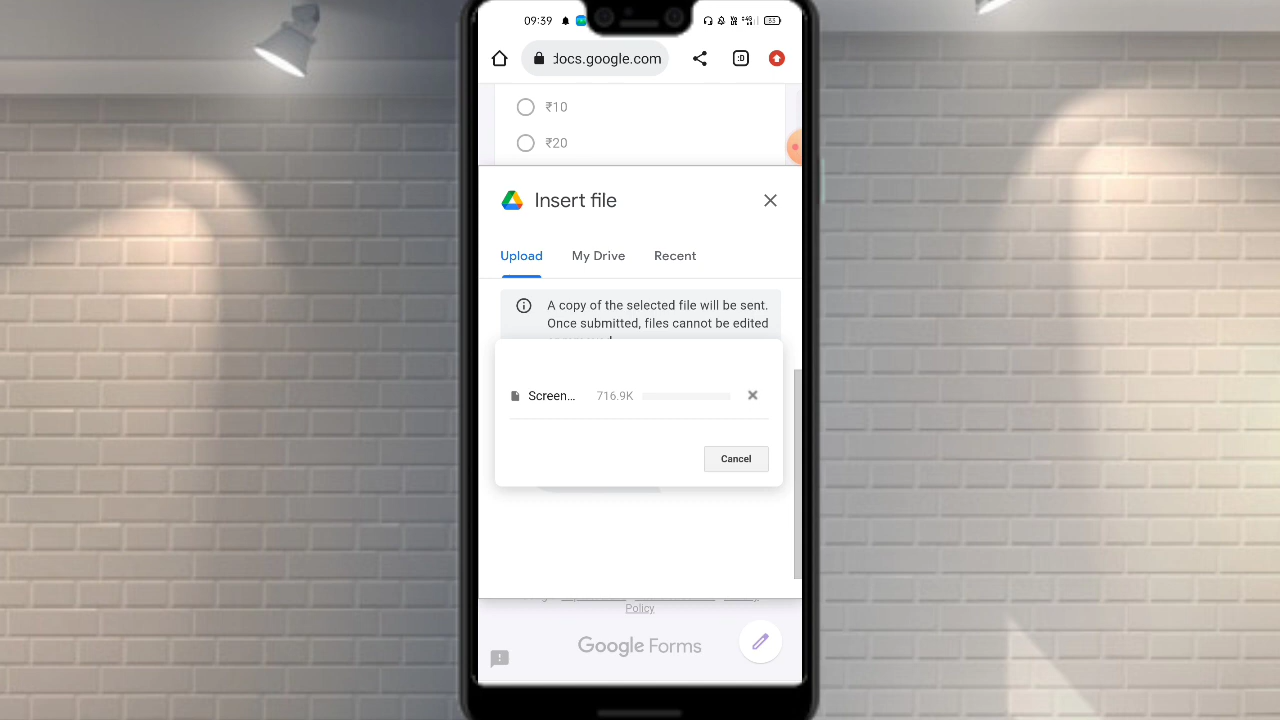 09:39
docs.google.com
₹10
₹20
Insert file
Upload My Drive Recent
A copy of the selected file will be sent.
Once submitted, files cannot be edited
Screen... 716.9K
Cancel
Policy
Google Forms